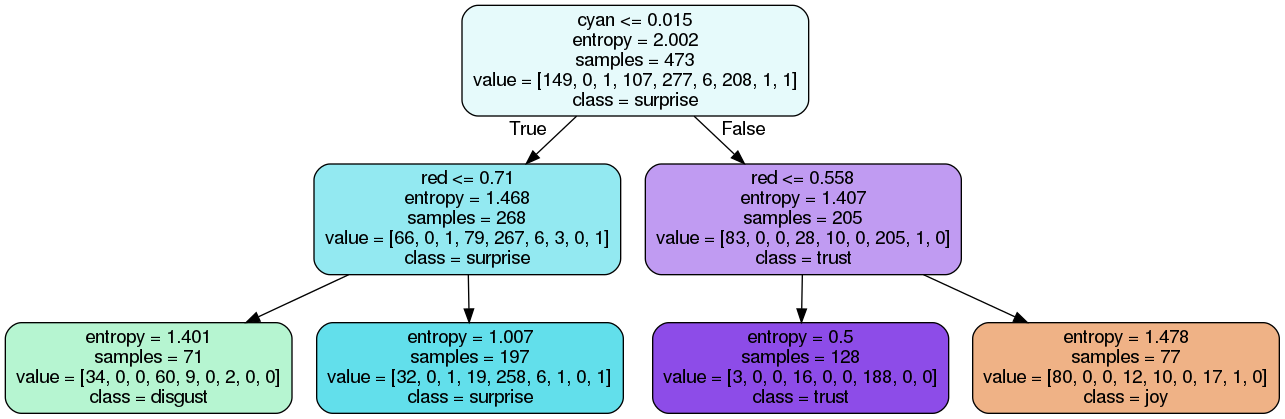 cyan <= 0.015
entropy = 2.002
samples = 473
value = [149, 0, 1, 107, 277, 6, 208, 1, 1]
class = surprise
True
False
red <= 0.71
entropy = 1.468
samples = 268
value = [66, 0, 1, 79, 267, 6, 3, 0, 1]
class = surprise
red <= 0.558
entropy = 1.407
samples = 205
value = [83, 0, 0, 28, 10, 0, 205, 1, 0]
class = trust
entropy = 1.401
samples = 71
value = [34, 0, 0, 60, 9, 0, 2, 0, 0]
class = disgust
entropy = 1.007
samples = 197
value = [32, 0, 1, 19, 258, 6, 1, 0, 1]
class = surprise
entropy = 0.5
samples = 128
value = [3, 0, 0, 16, 0, 0, 188, 0, 0]
class = trust
entropy = 1.478
samples = 77
value = [80, 0, 0, 12, 10, 0, 17, 1, 0]
class = joy